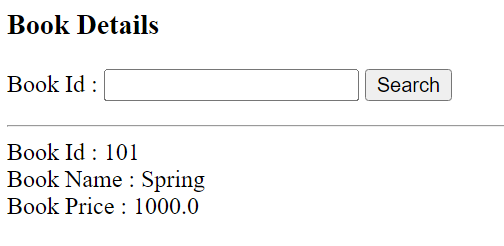 Book Details
Book Id : Search
Book Id : 101
Book Name : Spring
Book Price : 1000.0